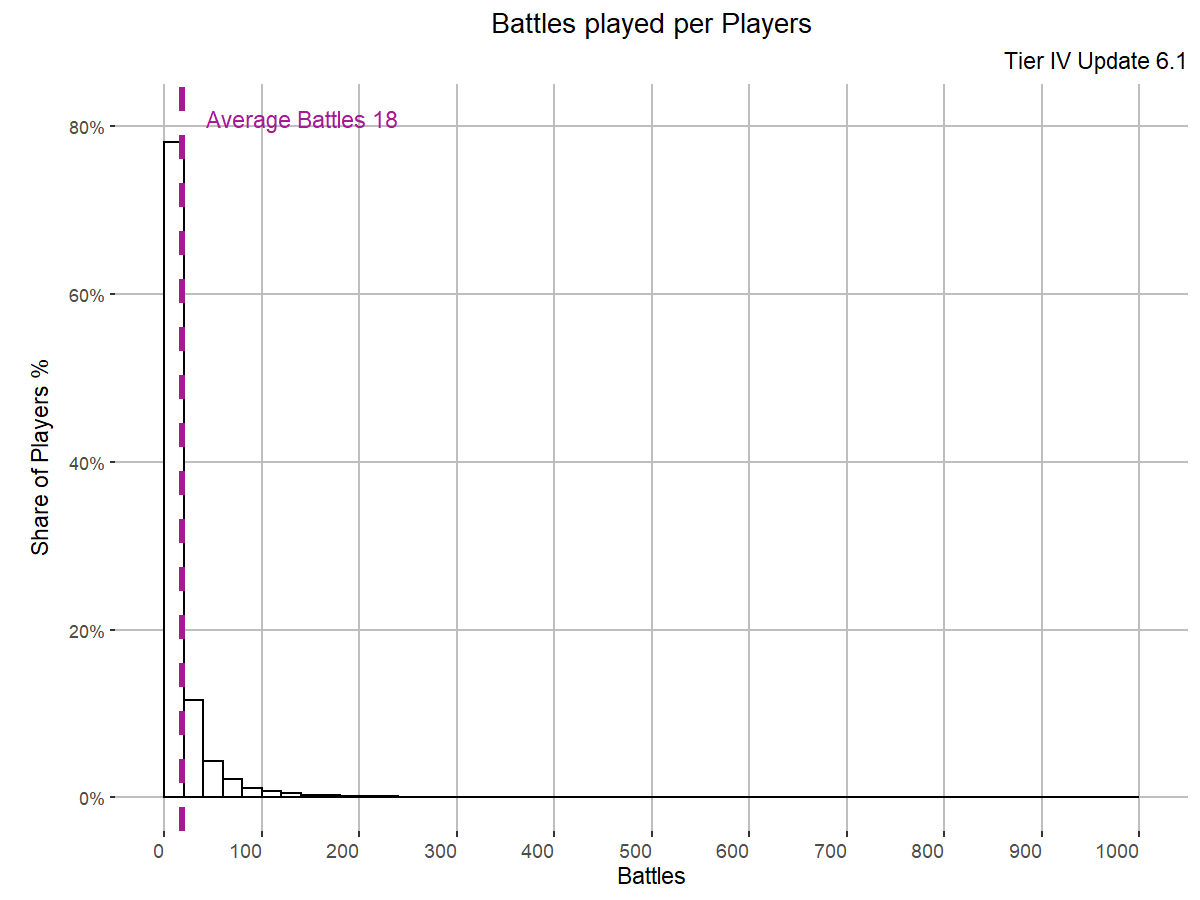 Battles played per Players
Tier IV Update 6.1
Average Battles 18
80%
60%
40%
20%
0%
Share of Players %
0 100 200 300 400 500 600 700 800 900 1000
Battles